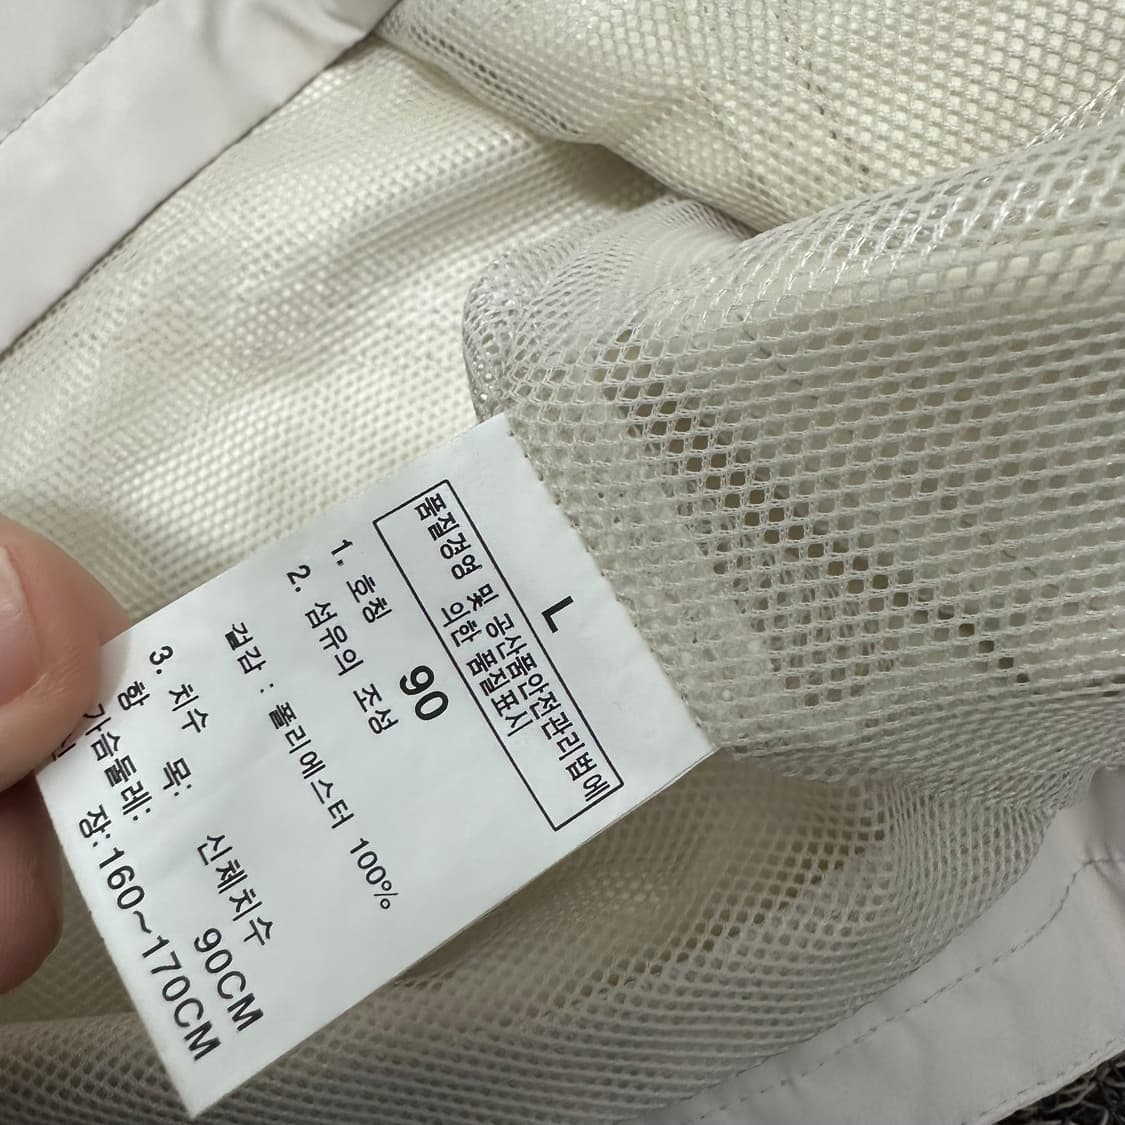 L
품질경영 및 공산품안전관리법에
의한 품질표시
1. 호칭 90
2. 섬유의 조성
겉감 : 폴리에스터 100%
3. 치수 목: 신체치수
항
가슴둘레: 90CM
신장: 160~170CM